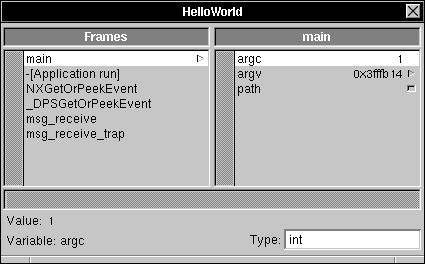 HelloWorld
Frames
main
-[Application run]
NXGetOrPeekEvent
_DPSGetOrPeekEvent
msg_receive
msg_receive_trap
main
argc 1
argv 0x3fffb14
path
Value: 1
Variable: argc
Type: int